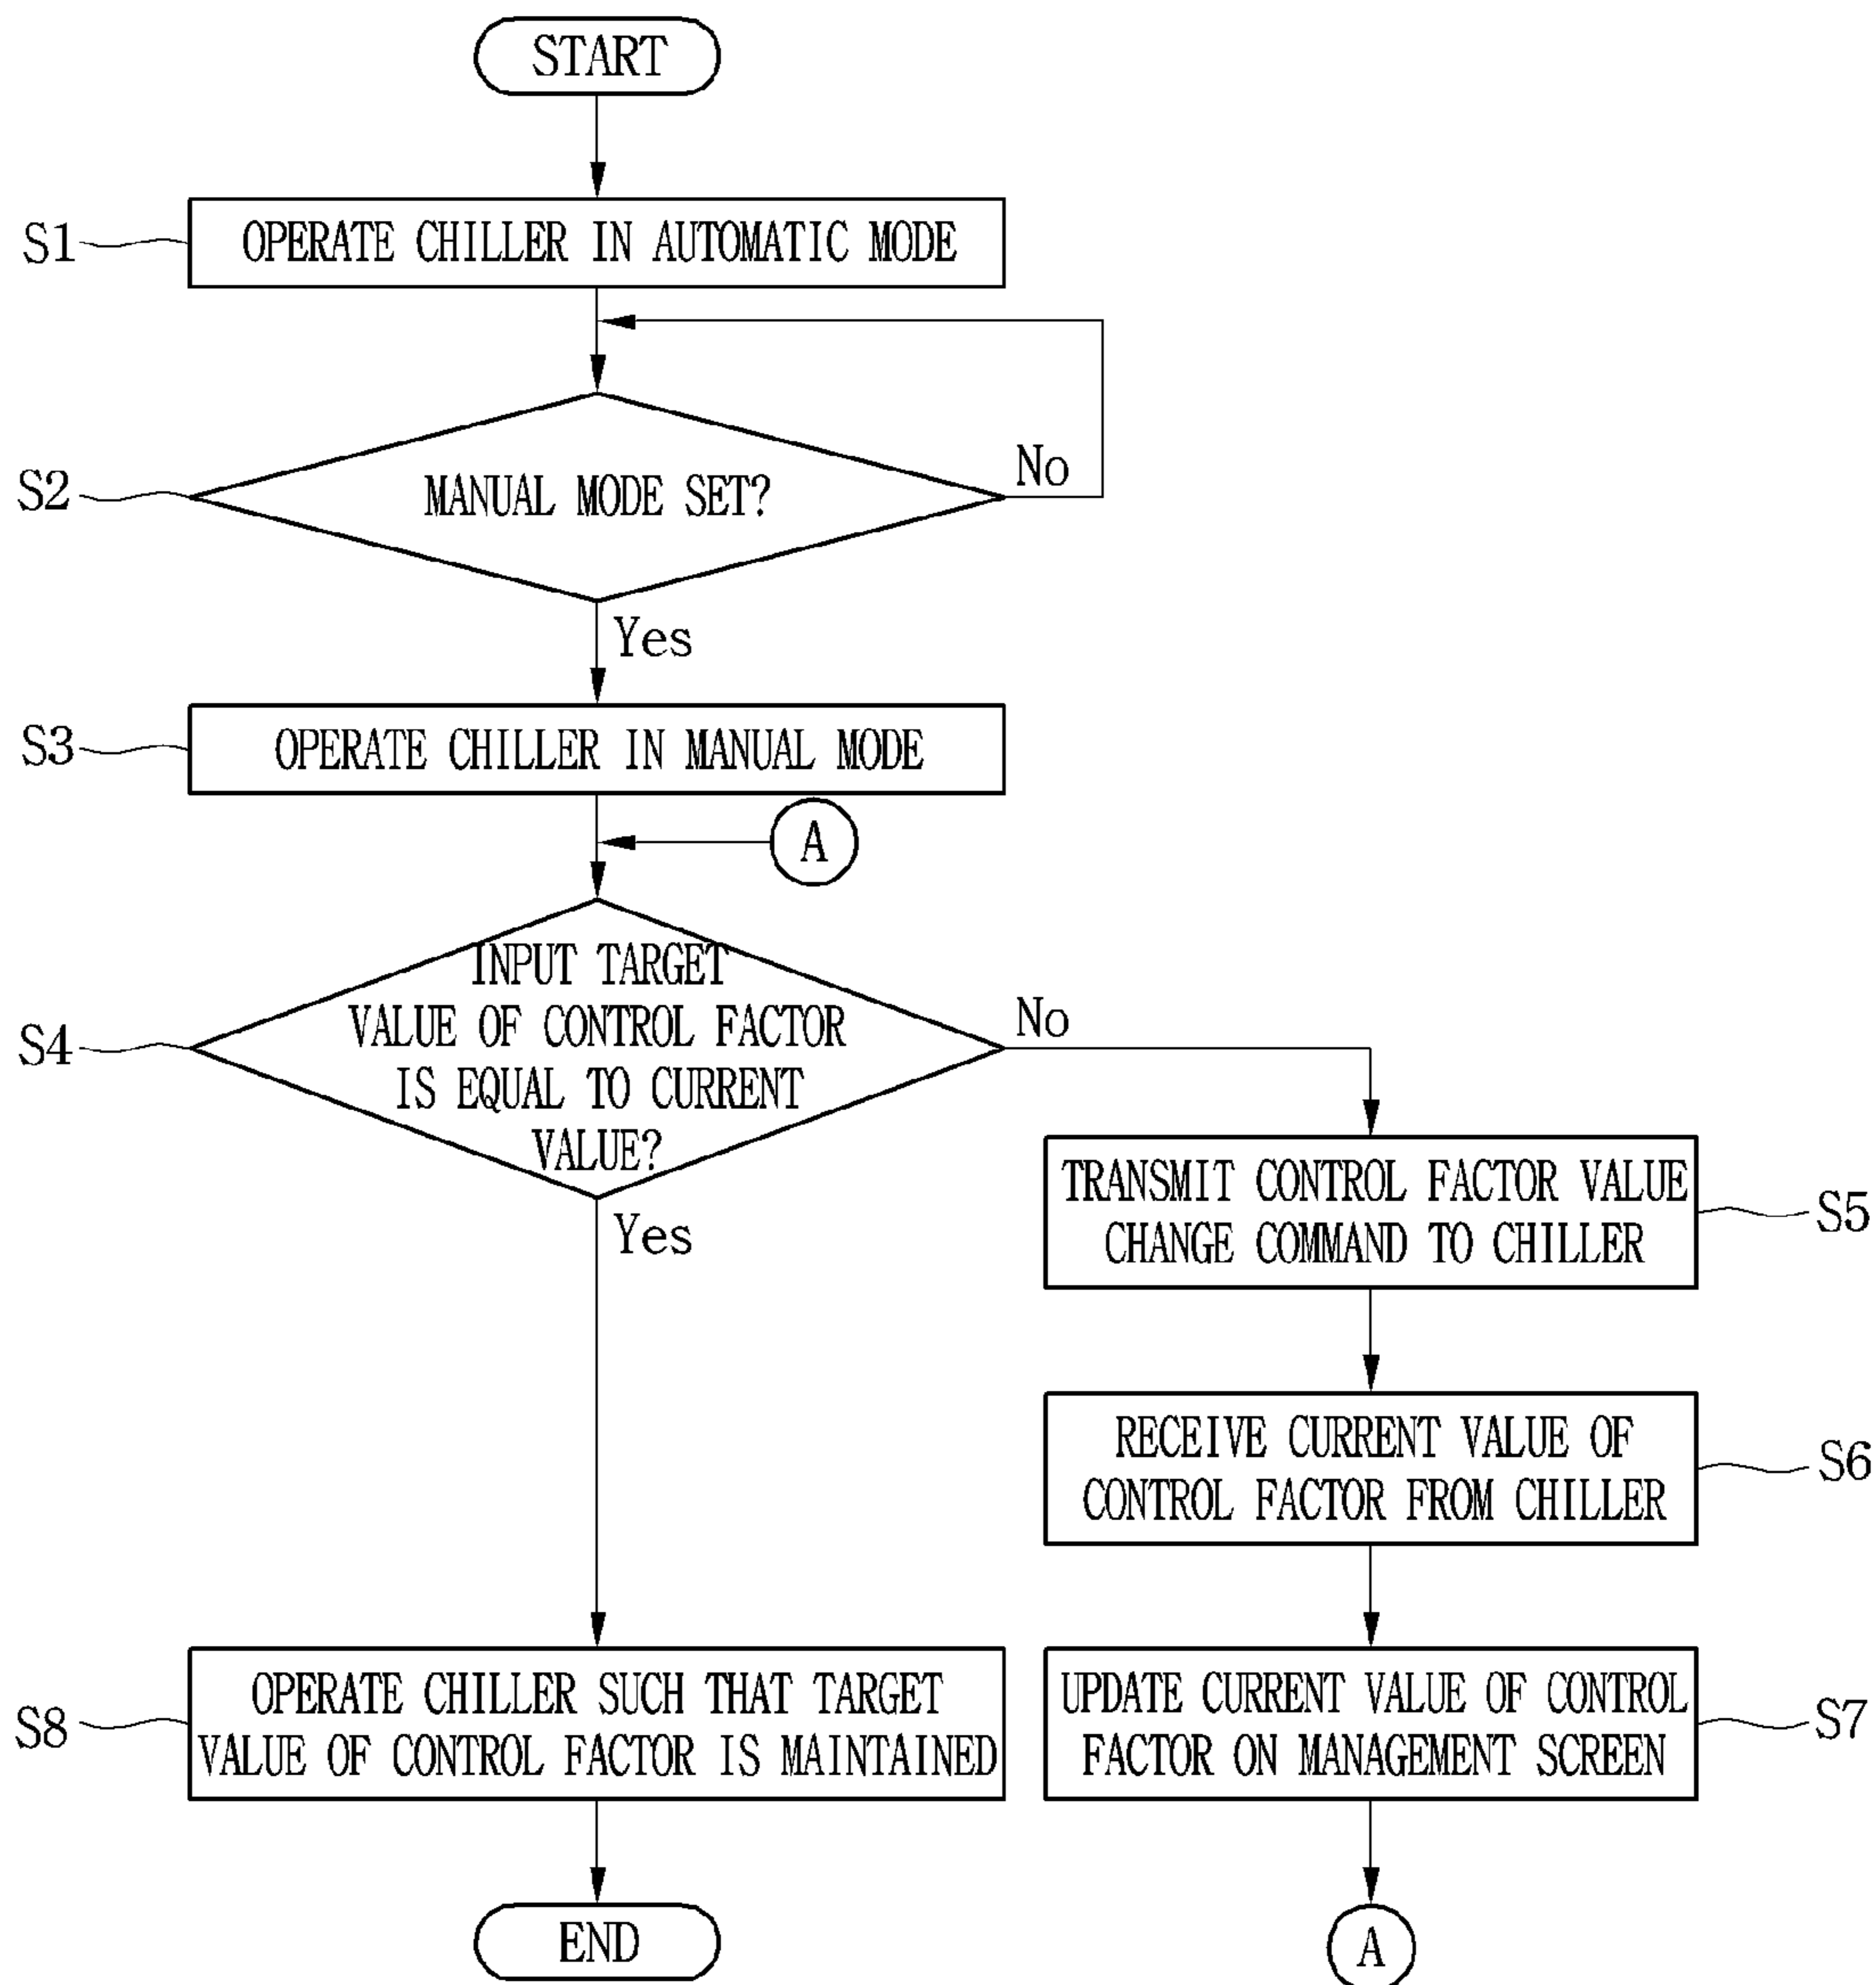 START
S1
OPERATE CHILLER IN AUTOMATIC MODE
S2
MANUAL MODE SET?
No
Yes
S3
OPERATE CHILLER IN MANUAL MODE
A
S4
INPUT TARGET
VALUE OF CONTROL FACTOR
IS EQUAL TO CURRENT
VALUE?
No
Yes
TRANSMIT CONTROL FACTOR VALUE
CHANGE COMMAND TO CHILLER
S5
RECEIVE CURRENT VALUE OF
CONTROL FACTOR FROM CHILLER
S6
S8
OPERATE CHILLER SUCH THAT TARGET
VALUE OF CONTROL FACTOR IS MAINTAINED
UPDATE CURRENT VALUE OF CONTROL
FACTOR ON MANAGEMENT SCREEN
S7
END
A